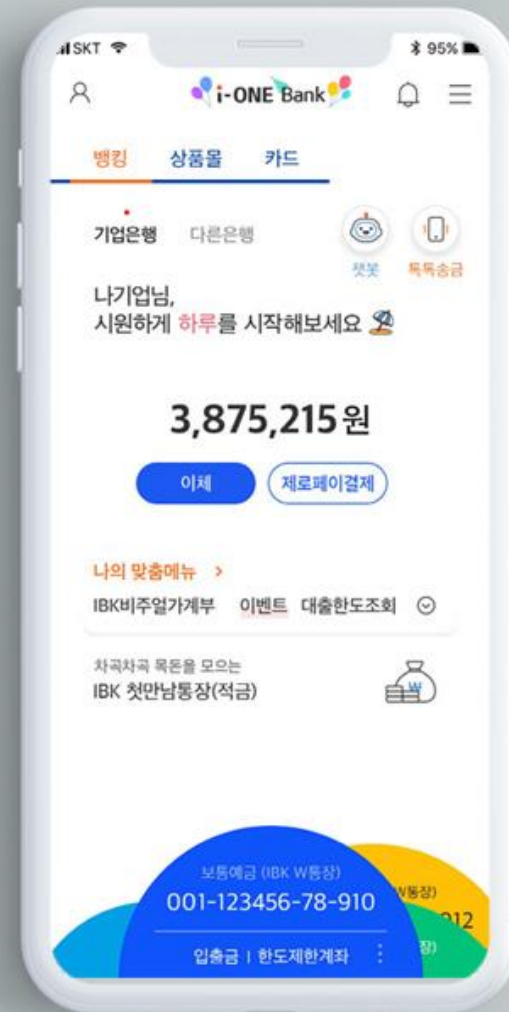 SKT
95%
i-ONE Bank
뱅킹 상품몰 카드
기업은행 다른은행
챗봇 톡톡송금
나기업님,
시원하게 하루를 시작해보세요
3,875,215원
이체 제로페이결제
나의 맞춤메뉴 >
IBK비주얼가계부 이벤트 대출한도조회
차곡차곡 목돈을 모으는
IBK 첫만남통장(적금)
보통예금 (IBK W통장)
001-123456-78-910
입출금 | 한도제한계좌
W통장)
912